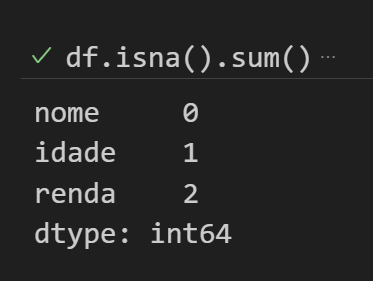 df.isna().sum() ...
nome 0
idade 1
renda 2
dtype: int64